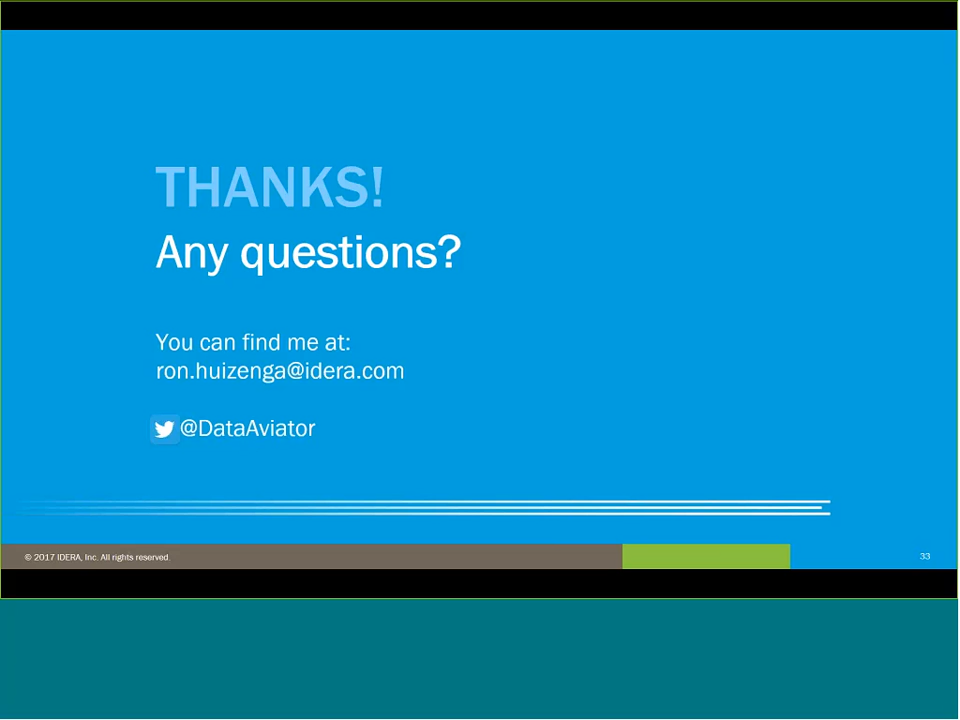 THANKS!
Any questions?
You can find me at:
ron.huizenga@idera.com
@DataAviator
© 2017 IDERA, Inc. All rights reserved.
33